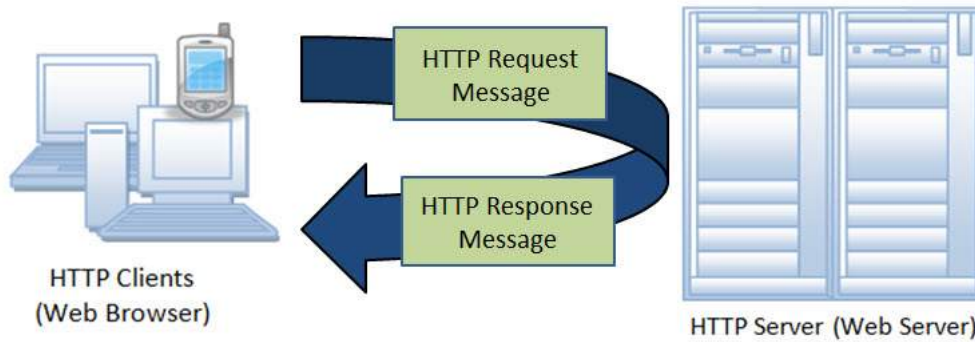 HTTP Request
Message
HTTP Response
Message
HTTP Clients
(Web Browser)
HTTP Server (Web Server)